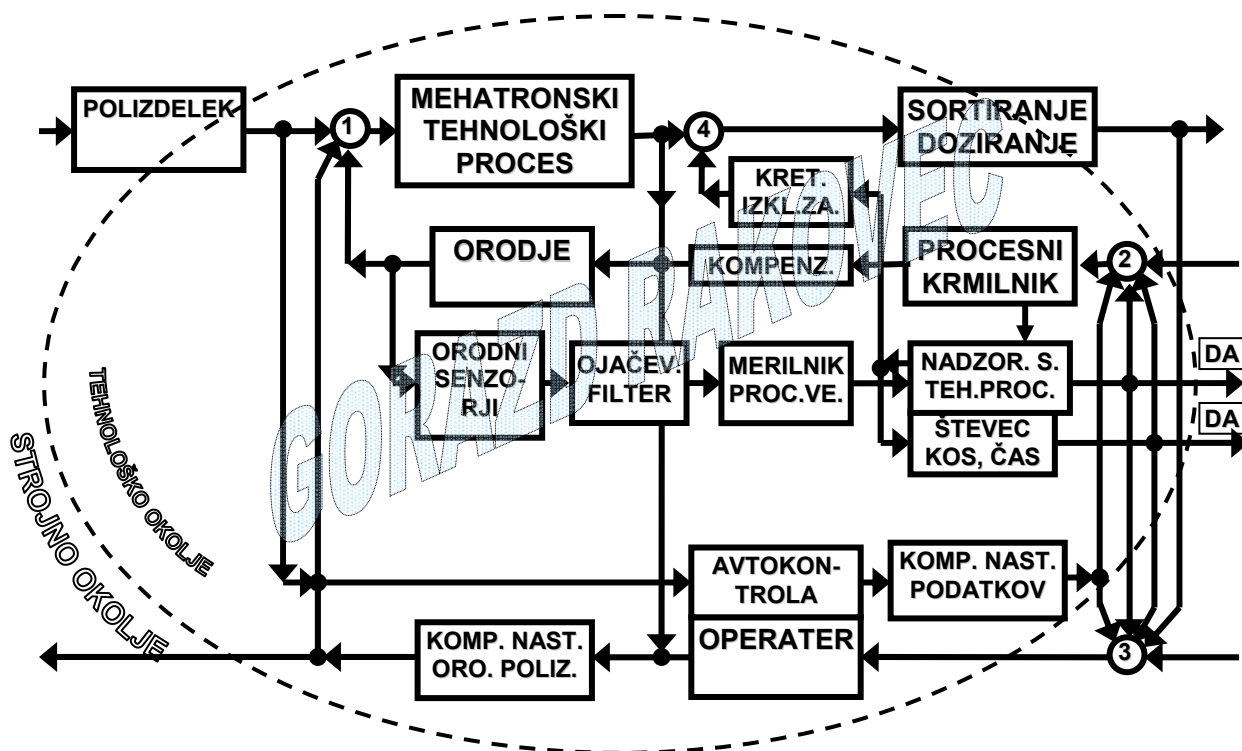 POLIZDELEK
1
MEHATRONSKI
TEHNOLOŠKI
PROCES
4
SORTIRANJE
DOZIRANJE
KRET.
IZKL.ZA.
ORODJE
KOMPENZ.
PROCESNI
KRMILNIK
2
ORODNI
SENZO-
RJI
OJAČEV.
FILTER
MERILNIK
PROC.VE.
NADZOR. S.
TEH.PROC.
DA
ŠTEVEC
KOS, ČAS
DA
GORAZD RAKOVEC
TEHNOLOŠKO OKOLJE
STROJNO OKOLJE
AVTOKON-
TROLA
KOMP. NAST.
PODATKOV
KOMP. NAST.
ORO. POLIZ.
OPERATER
3